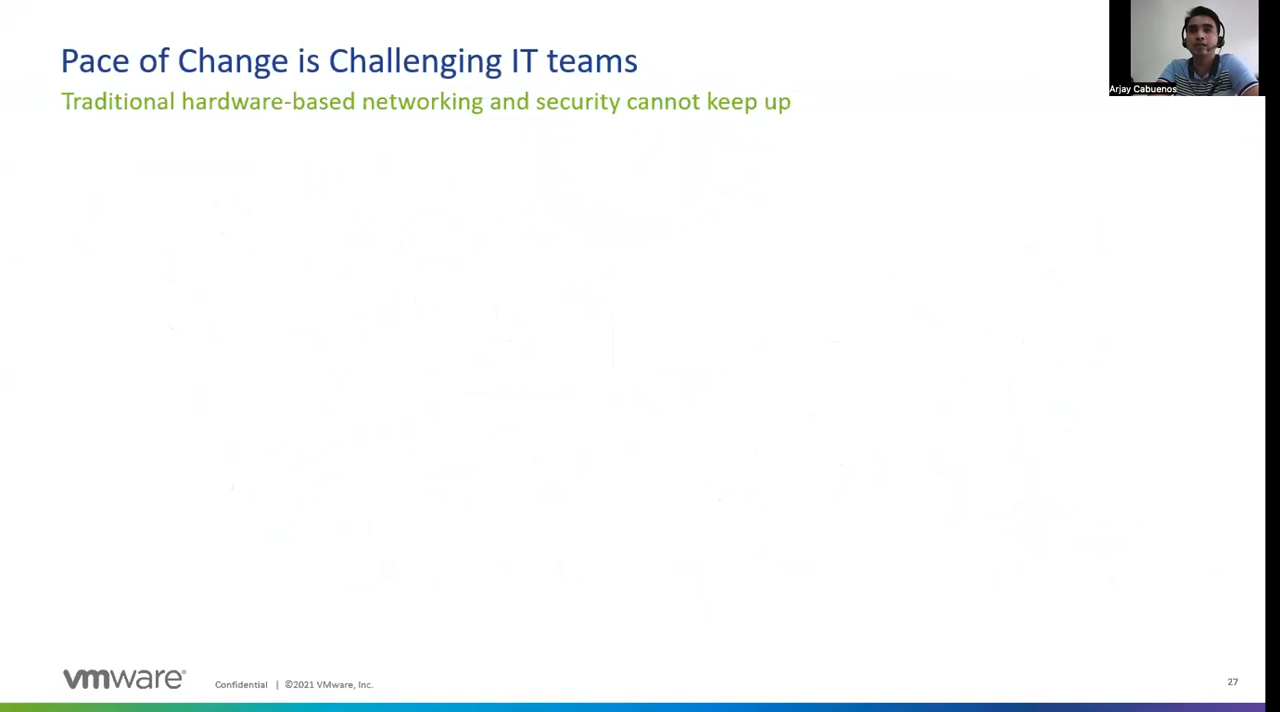 Pace of Change is Challenging IT teams
Traditional hardware-based networking and security cannot keep up
Arjay Cabuenos
vmware®
Confidential | ©2021 VMware, Inc.
27